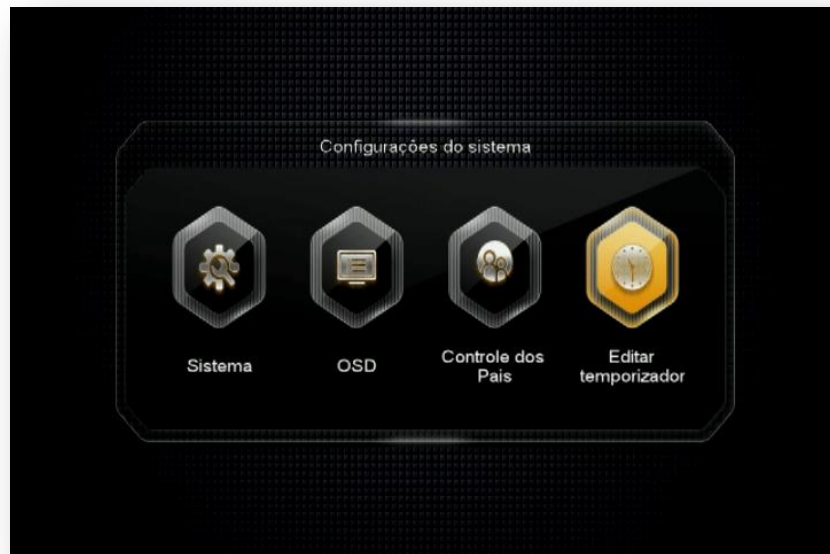 Configurações do sistema
Sistema
OSD
Controle dos
Pais
Editar
temporizador